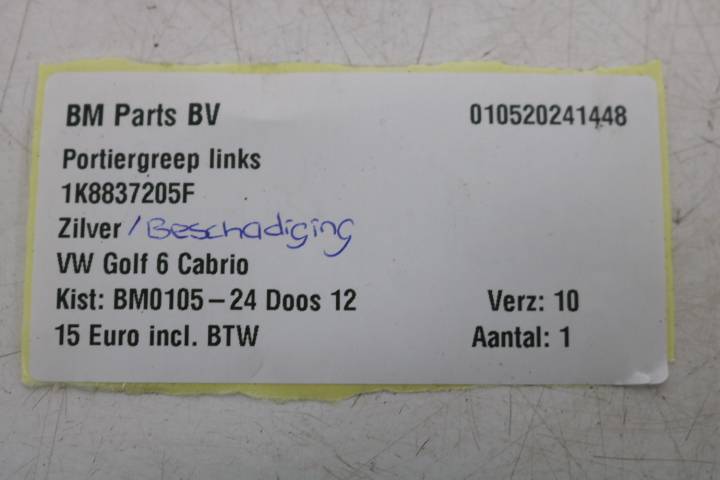 BM Parts BV 010520241448
Portiergreep links
1K8837205F
Zilver / Beschadiging
VW Golf 6 Cabrio
Kist: BM0105-24 Doos 12 Verz: 10
15 Euro incl. BTW Aantal: 1